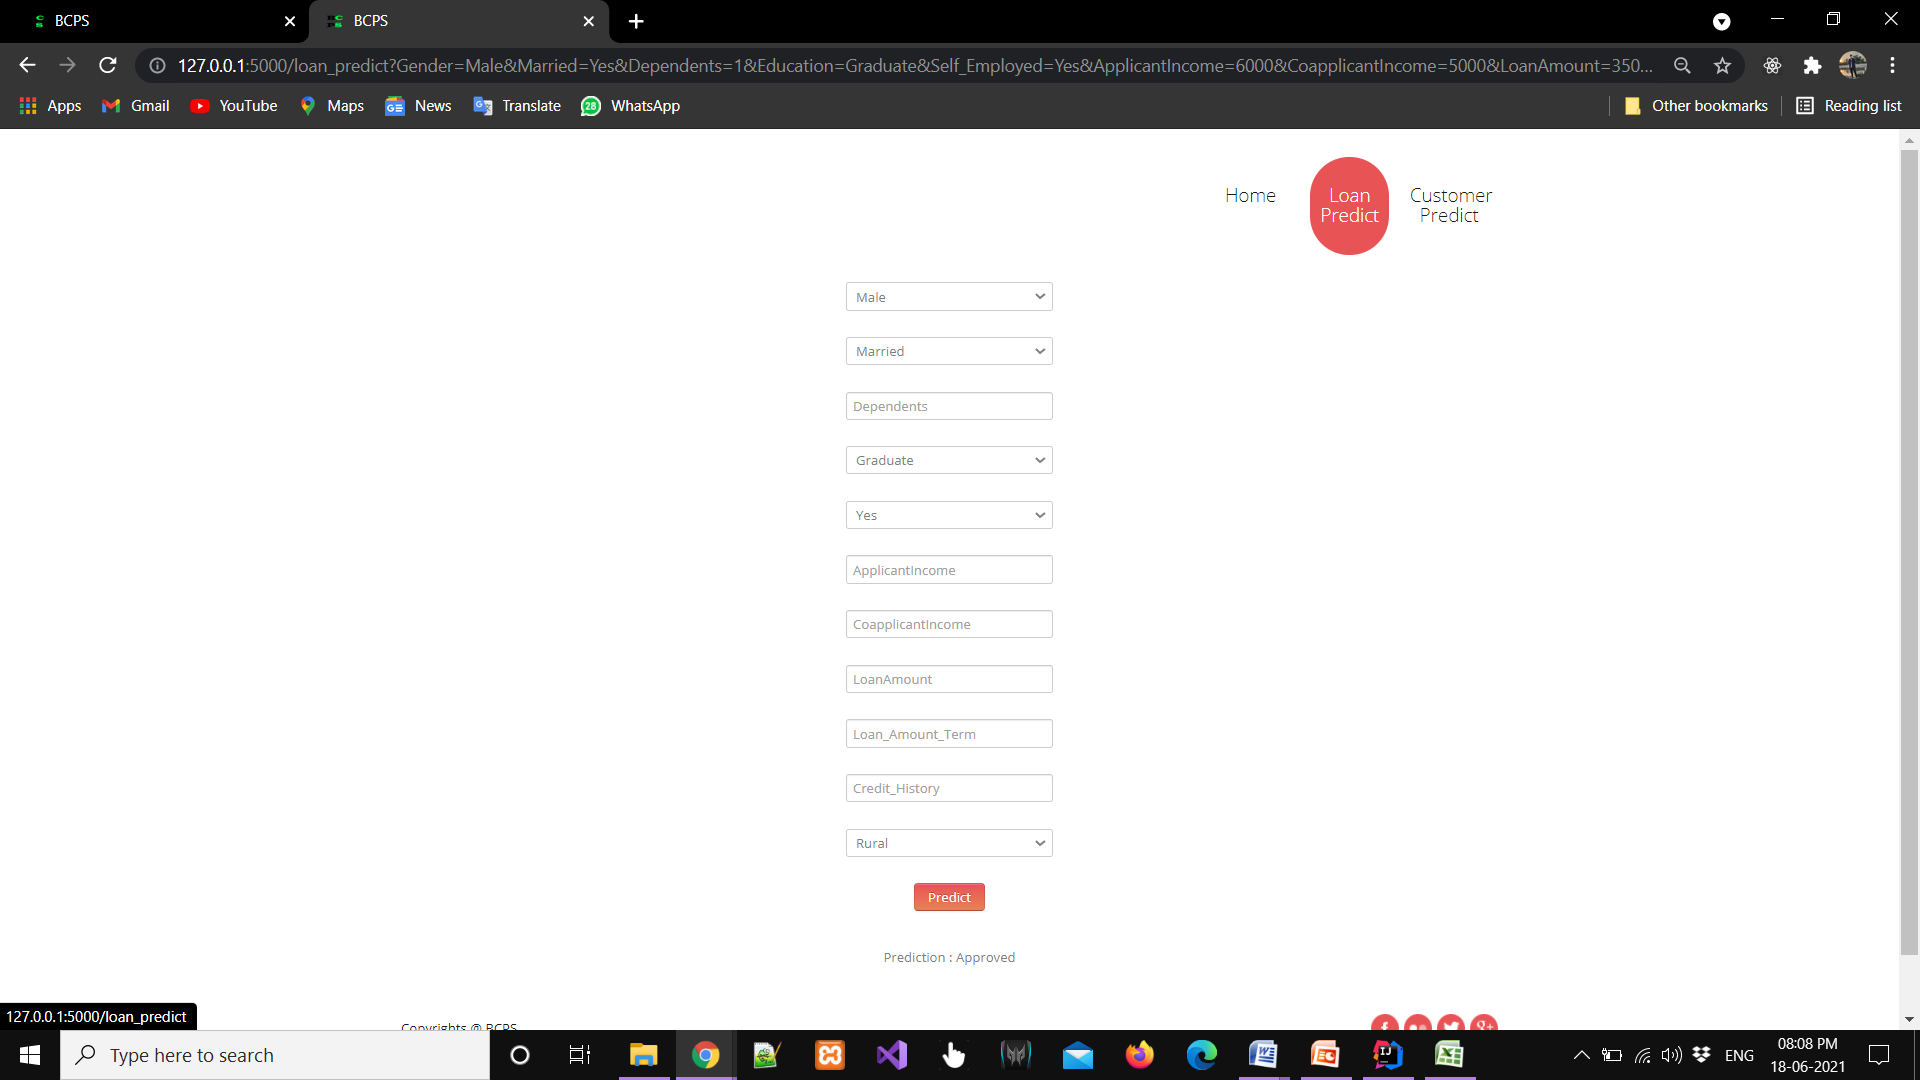 BCPS
BCPS
127.0.0.1:5000/loan_predict?Gender=Male&Married=Yes&Dependents=1&Education=Graduate&Self_Employed=Yes&ApplicantIncome=6000&CoapplicantIncome=5000&LoanAmount=350...
Apps
Gmail
YouTube
Maps
News
Translate
28
WhatsApp
Other bookmarks
Reading list
Home
Loan
Predict
Customer
Predict
Male
Married
Dependents
Graduate
Yes
ApplicantIncome
CoapplicantIncome
LoanAmount
Loan_Amount_Term
Credit_History
Rural
Predict
Prediction : Approved
127.0.0.1:5000/loan_predict
Copyrights @ BCPS
Type here to search
ENG
08:08 PM
18-06-2021